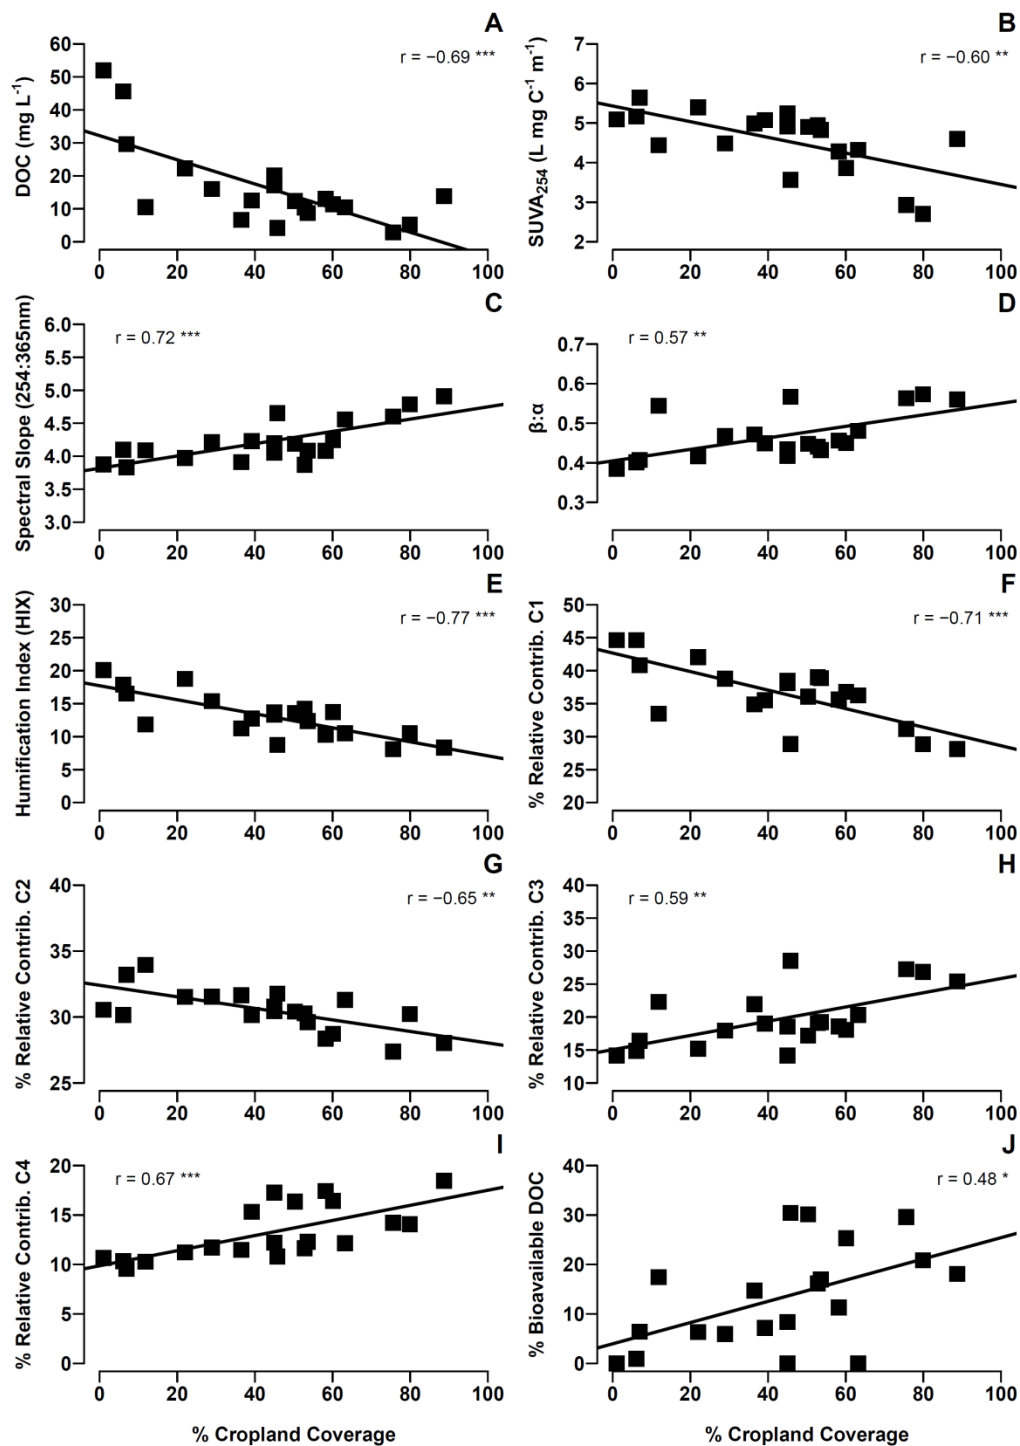 A
DOC (mg L⁻¹)
r = −0.69 ***
60
50
40
30
20
10
0
0 20 40 60 80 100
B
SUVA₂₅₄ (L mg C⁻¹ m⁻¹)
r = −0.60 **
7
6
5
4
3
2
0 20 40 60 80 100
C
Spectral Slope (254:365nm)
r = 0.72 ***
6.0
5.5
5.0
4.5
4.0
3.5
3.0
0 20 40 60 80 100
D
β:α
r = 0.57 **
0.7
0.6
0.5
0.4
0.3
0 20 40 60 80 100
E
Humification Index (HIX)
r = −0.77 ***
30
25
20
15
10
5
0
0 20 40 60 80 100
F
% Relative Contrib. C1
r = −0.71 ***
50
45
40
35
30
25
20
0 20 40 60 80 100
G
% Relative Contrib. C2
r = −0.65 **
40
35
30
25
0 20 40 60 80 100
H
% Relative Contrib. C3
r = 0.59 **
40
35
30
25
20
15
10
0 20 40 60 80 100
I
% Relative Contrib. C4
r = 0.67 ***
20
15
10
5
0
0 20 40 60 80 100
% Cropland Coverage
J
% Bioavailable DOC
r = 0.48 *
40
30
20
10
0
0 20 40 60 80 100
% Cropland Coverage